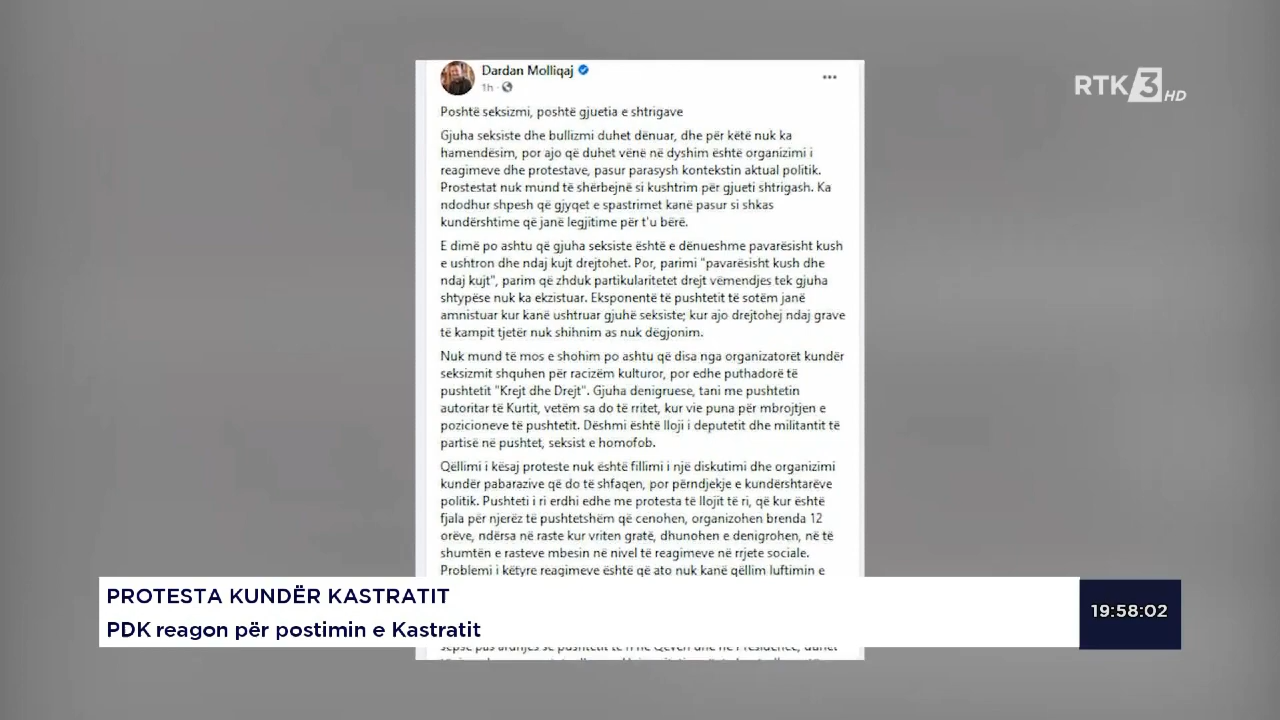 RTK 3 HD
Dardan Molliqaj
1h ·
Poshtë seksizmi, poshtë gjuetia e shtrigave
Gjuha seksiste dhe bullizmi duhet dënuar, dhe për këtë nuk ka
hamendësim, por ajo që duhet vënë në dyshim është organizimi i
reagimeve dhe protestave, pasur parasysh kontekstin aktual politik.
Prostestat nuk mund të shërbejnë si kushtrim për gjueti shtrigash. Ka
ndodhur shpesh që gjyqet e spastrimet kanë pasur si shkas
kundërshtime që janë legjitime për t'u bërë.
E dimë po ashtu që gjuha seksiste është e dënueshme pavarësisht kush
e ushtron dhe ndaj kujt drejtohet. Por, parimi "pavarësisht kush dhe
ndaj kujt", parim që zhduk partikularitetet drejt vëmendjes tek gjuha
shtypëse nuk ka ekzistuar. Eksponentë të pushtetit të sotëm janë
amnistuar kur kanë ushtruar gjuhë seksiste; kur ajo drejtohej ndaj grave
të kampit tjetër nuk shihnim as nuk dëgjonim.
Nuk mund të mos e shohim po ashtu që disa nga organizatorët kundër
seksizmit shquhen për racizëm kulturor, por edhe puthadorë të
pushtetit "Krejt dhe Drejt". Gjuha denigruese, tani me pushtetin
autoritar të Kurtit, vetëm sa do të rritet, kur vie puna për mbrojtjen e
pozicioneve të pushtetit. Dëshmi është lloji i deputetit dhe militantit të
partisë në pushtet, seksist e homofob.
Qëllimi i kësaj proteste nuk është fillimi i një diskutimi dhe organizimi
kundër pabarazive që do të shfaqen, por përndjekje e kundërshtarëve
politik. Pushteti i ri erdhi edhe me protesta të llojit të ri, që kur është
fjala për njerëz të pushtetshëm që cenohen, organizohen brenda 12
orëve, ndërsa në raste kur vriten gratë, dhunohen e denigrohen, në të
shumtën e rasteve mbesin në nivel të reagimeve në rrjete sociale.
Problemi i këtyre reagimeve është që ato nuk kanë qëllim luftimin e
PROTESTA KUNDËR KASTRATIT
PDK reagon për postimin e Kastratit
19:58:02